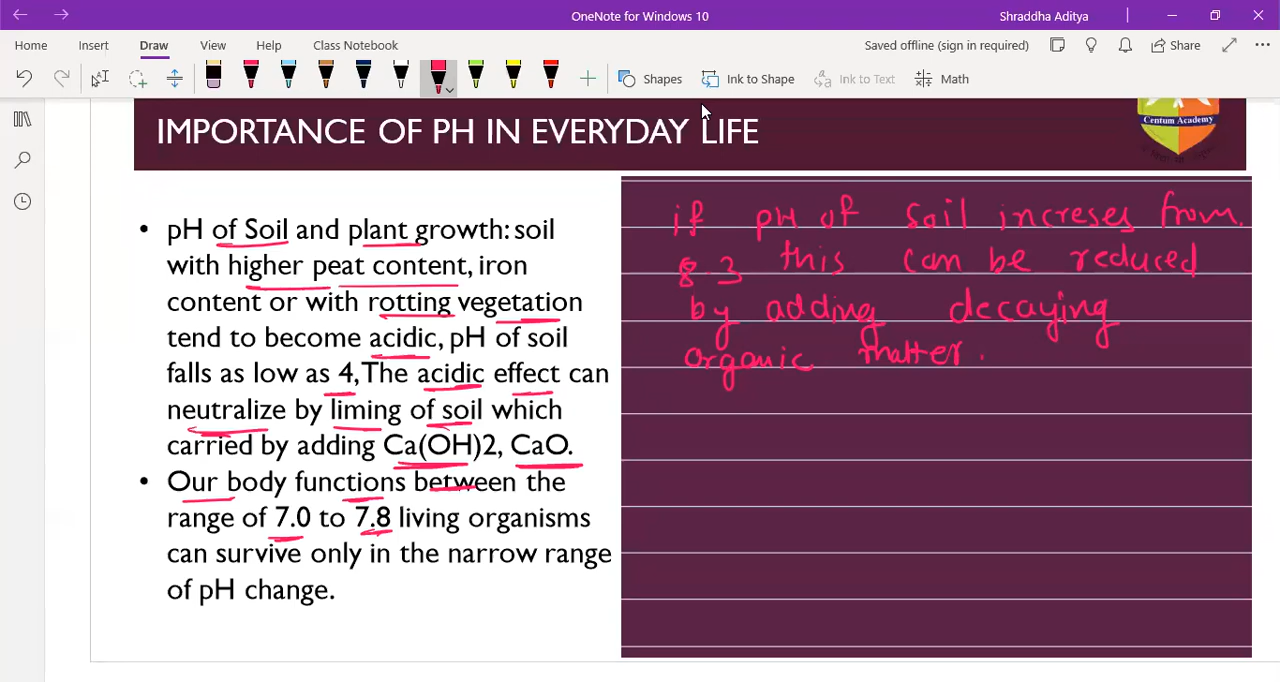 OneNote for Windows 10
Shraddha Aditya
Home Insert Draw View Help Class Notebook
Saved offline (sign in required) Share
Shapes Ink to Shape Ink to Text Math
IMPORTANCE OF PH IN EVERYDAY LIFE
Centum Academy
• pH of Soil and plant growth: soil
with higher peat content, iron
content or with rotting vegetation
tend to become acidic, pH of soil
falls as low as 4, The acidic effect can
neutralize by liming of soil which
carried by adding Ca(OH)2, CaO.
• Our body functions between the
range of 7.0 to 7.8 living organisms
can survive only in the narrow range
of pH change.
if pH of Soil increses from
8.3 this can be reduced
by adding decaying
organic matter.